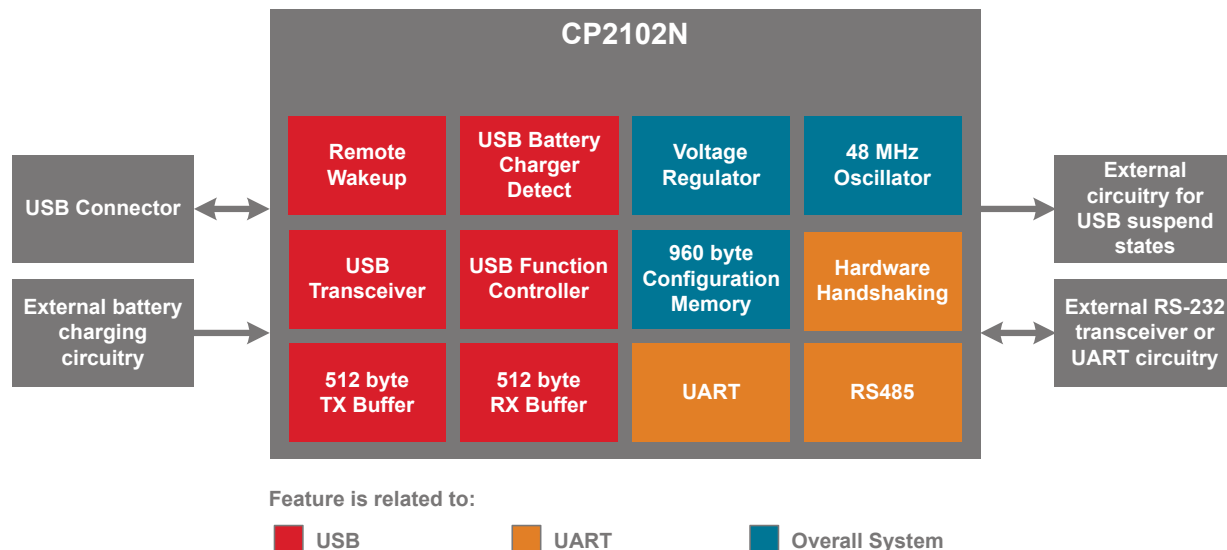 CP2102N
Remote
Wakeup
USB Battery
Charger
Detect
Voltage
Regulator
48 MHz
Oscillator
USB Connector
External
circuitry for
USB suspend
states
USB
Transceiver
USB Function
Controller
960 byte
Configuration
Memory
Hardware
Handshaking
External battery
charging
circuitry
External RS-232
transceiver or
UART circuitry
512 byte
TX Buffer
512 byte
RX Buffer
UART
RS485
Feature is related to:
USB
UART
Overall System